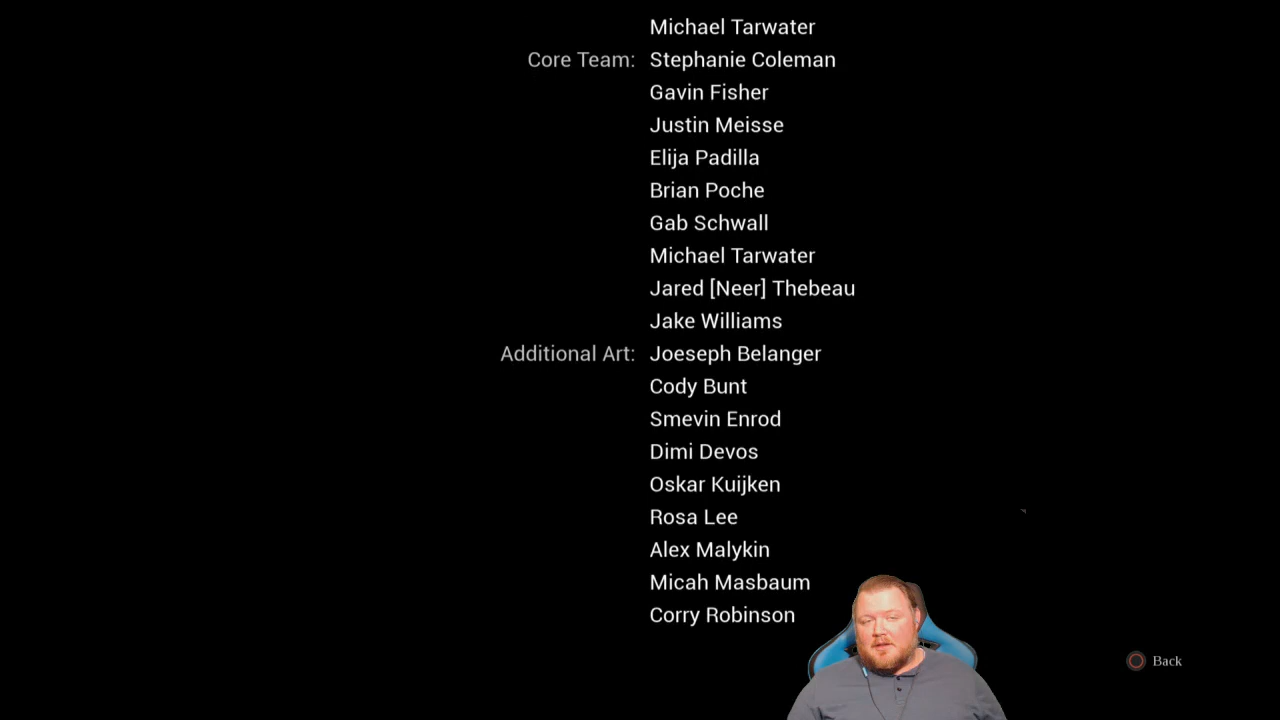 Michael Tarwater
Core Team: Stephanie Coleman
Gavin Fisher
Justin Meisse
Elija Padilla
Brian Poche
Gab Schwall
Michael Tarwater
Jared [Neer] Thebeau
Jake Williams
Additional Art: Joeseph Belanger
Cody Bunt
Smevin Enrod
Dimi Devos
Oskar Kuijken
Rosa Lee
Alex Malykin
Micah Masbaum
Corry Robinson
Back